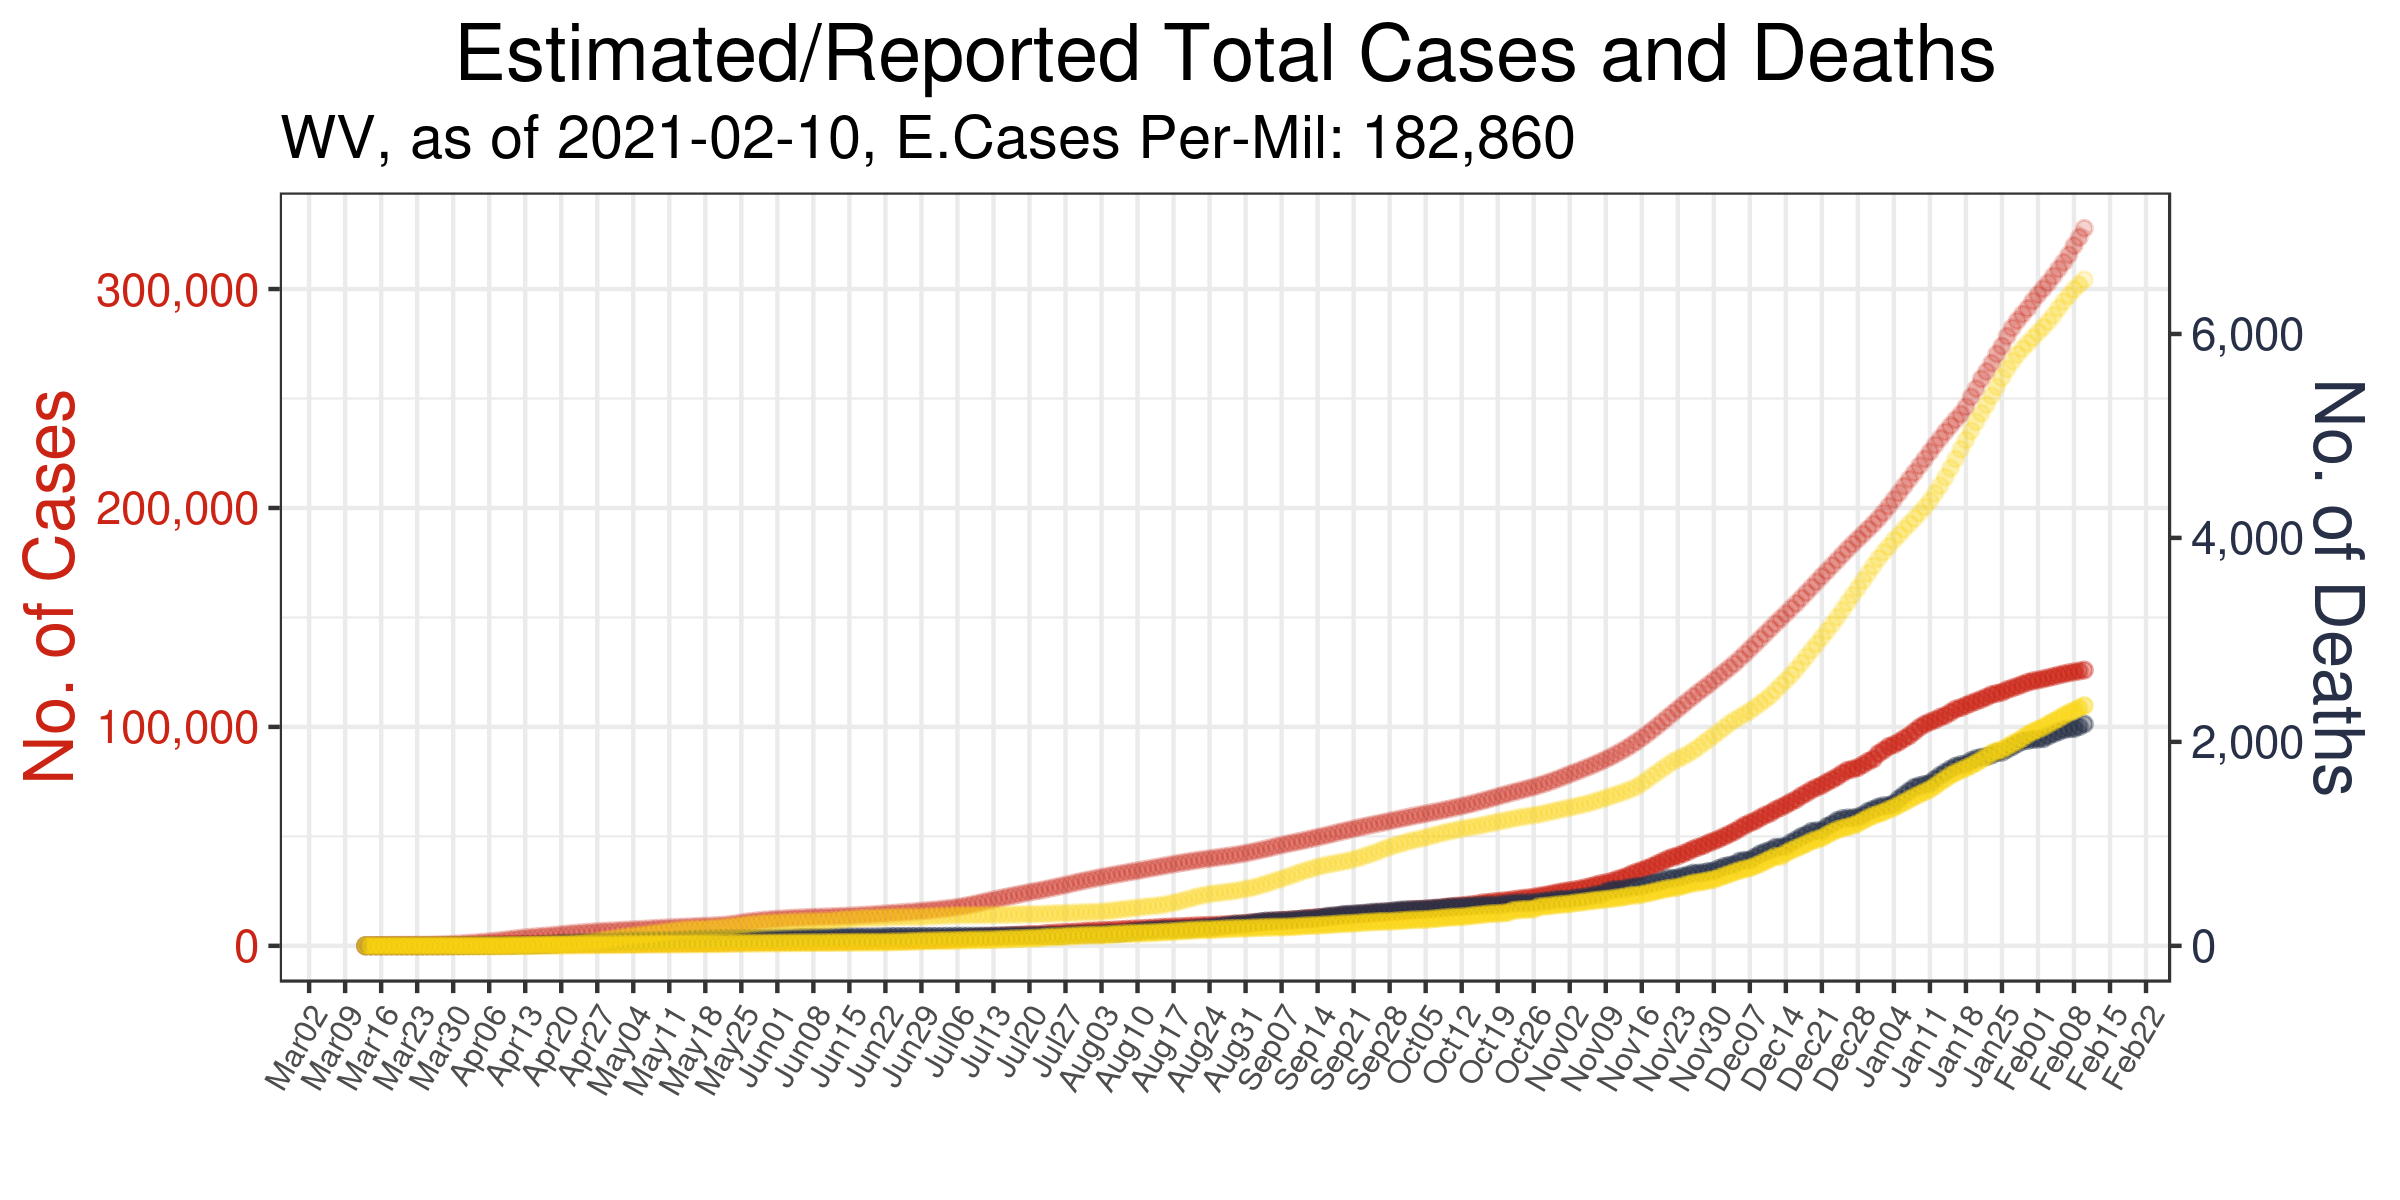 Estimated/Reported Total Cases and Deaths
WV, as of 2021-02-10, E.Cases Per-Mil: 182,860
No. of Cases
300,000
200,000
100,000
0
6,000
4,000
2,000
0
No. of Deaths
Mar02
Mar09
Mar16
Mar23
Mar30
Apr06
Apr13
Apr20
Apr27
May04
May11
May18
May25
Jun01
Jun08
Jun15
Jun22
Jun29
Jul06
Jul13
Jul20
Jul27
Aug03
Aug10
Aug17
Aug24
Aug31
Sep07
Sep14
Sep21
Sep28
Oct05
Oct12
Oct19
Oct26
Nov02
Nov09
Nov16
Nov23
Nov30
Dec07
Dec14
Dec21
Dec28
Jan04
Jan11
Jan18
Jan25
Feb01
Feb08
Feb15
Feb22